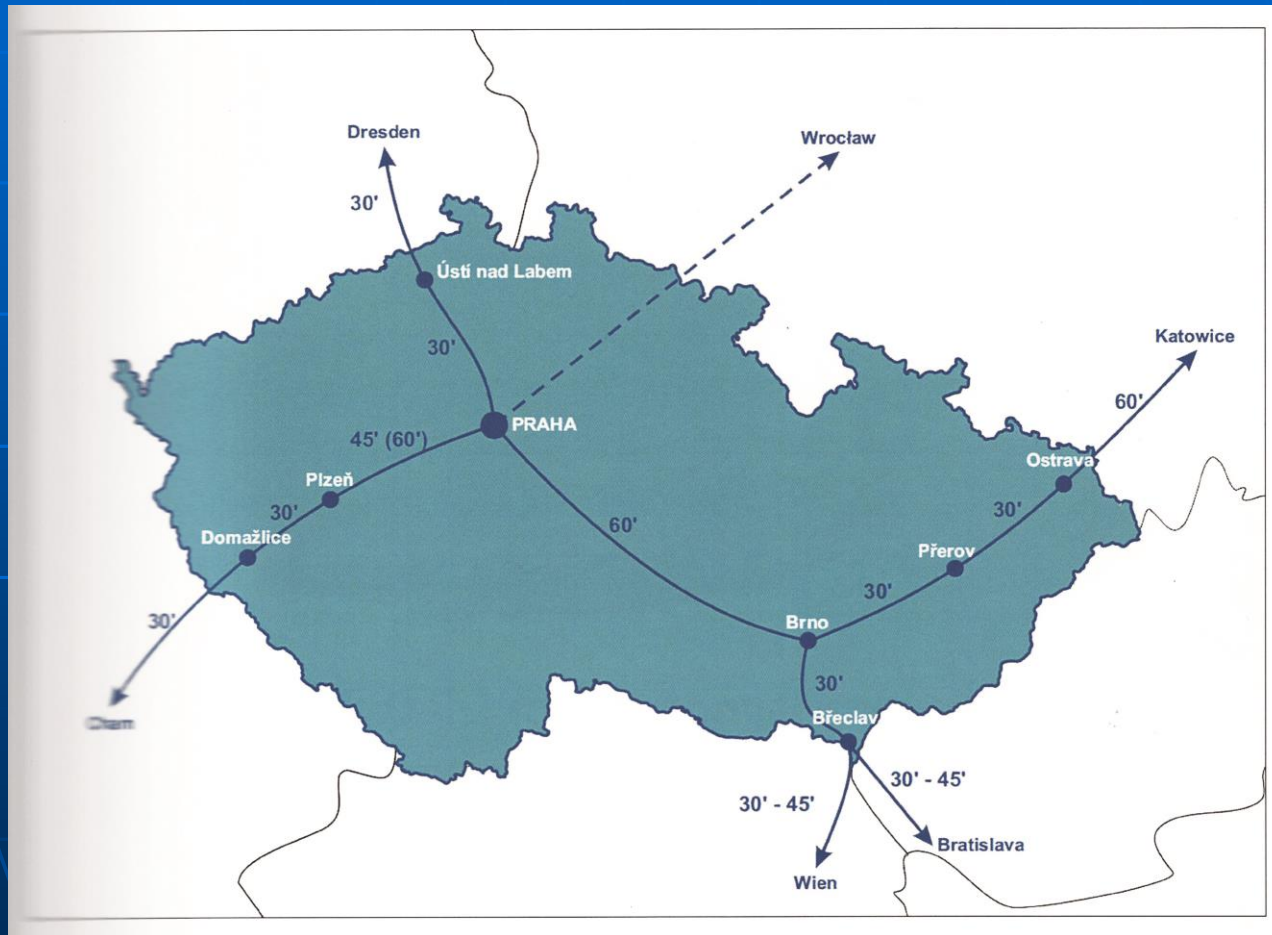 Dresden
Wrocław
30'
Ústí nad Labem
30'
Katowice
60'
PRAHA
45' (60')
Plzeň
30'
Domažlice
30'
Cham
60'
Ostrava
30'
Přerov
30'
Brno
30'
Břeclav
30' - 45'
30' - 45'
Bratislava
Wien